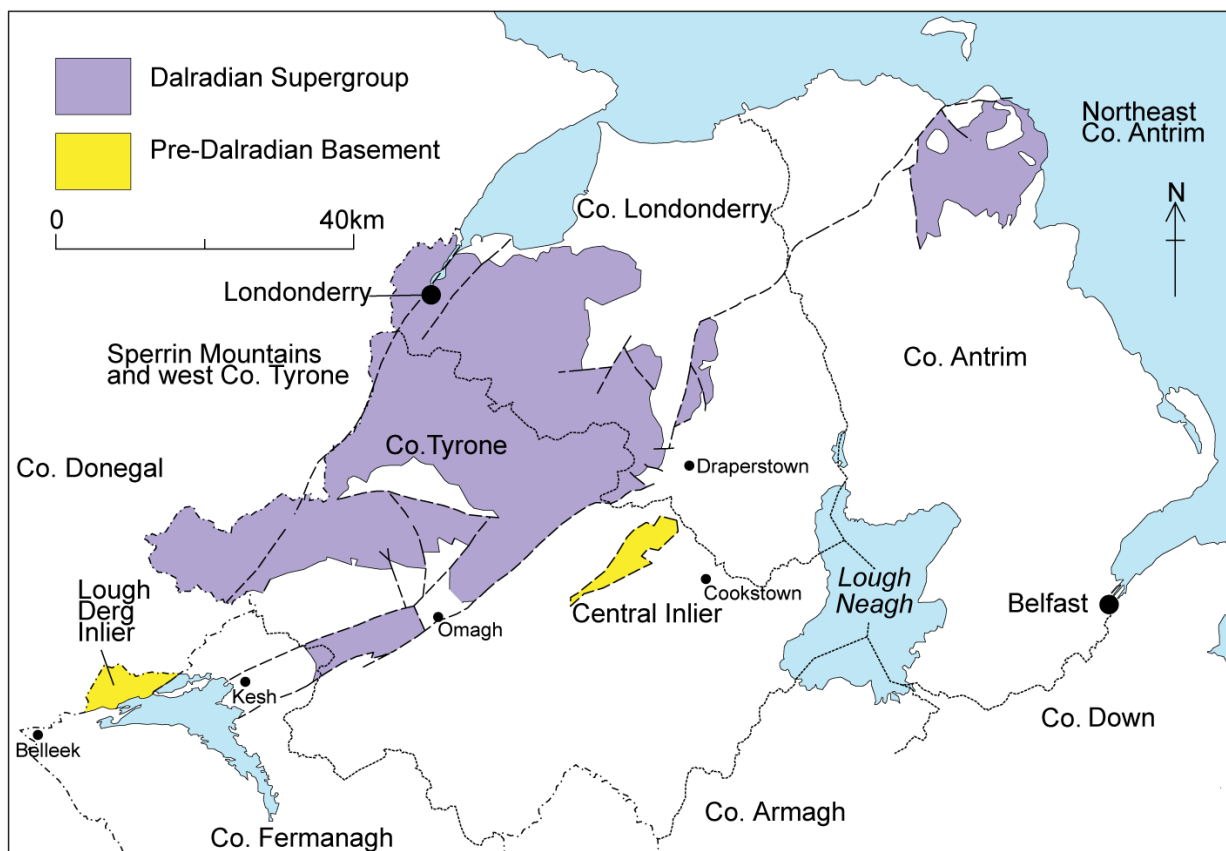 Dalradian Supergroup
Pre-Dalradian Basement
0 40km
Northeast
Co. Antrim
N
Co. Londonderry
Londonderry
Sperrin Mountains
and west Co. Tyrone
Co. Antrim
Co.Tyrone
Co. Donegal
Draperstown
Lough
Derg
Inlier
Cookstown
Central Inlier
Lough
Neagh
Belfast
Omagh
Kesh
Belleek
Co. Down
Co. Armagh
Co. Fermanagh